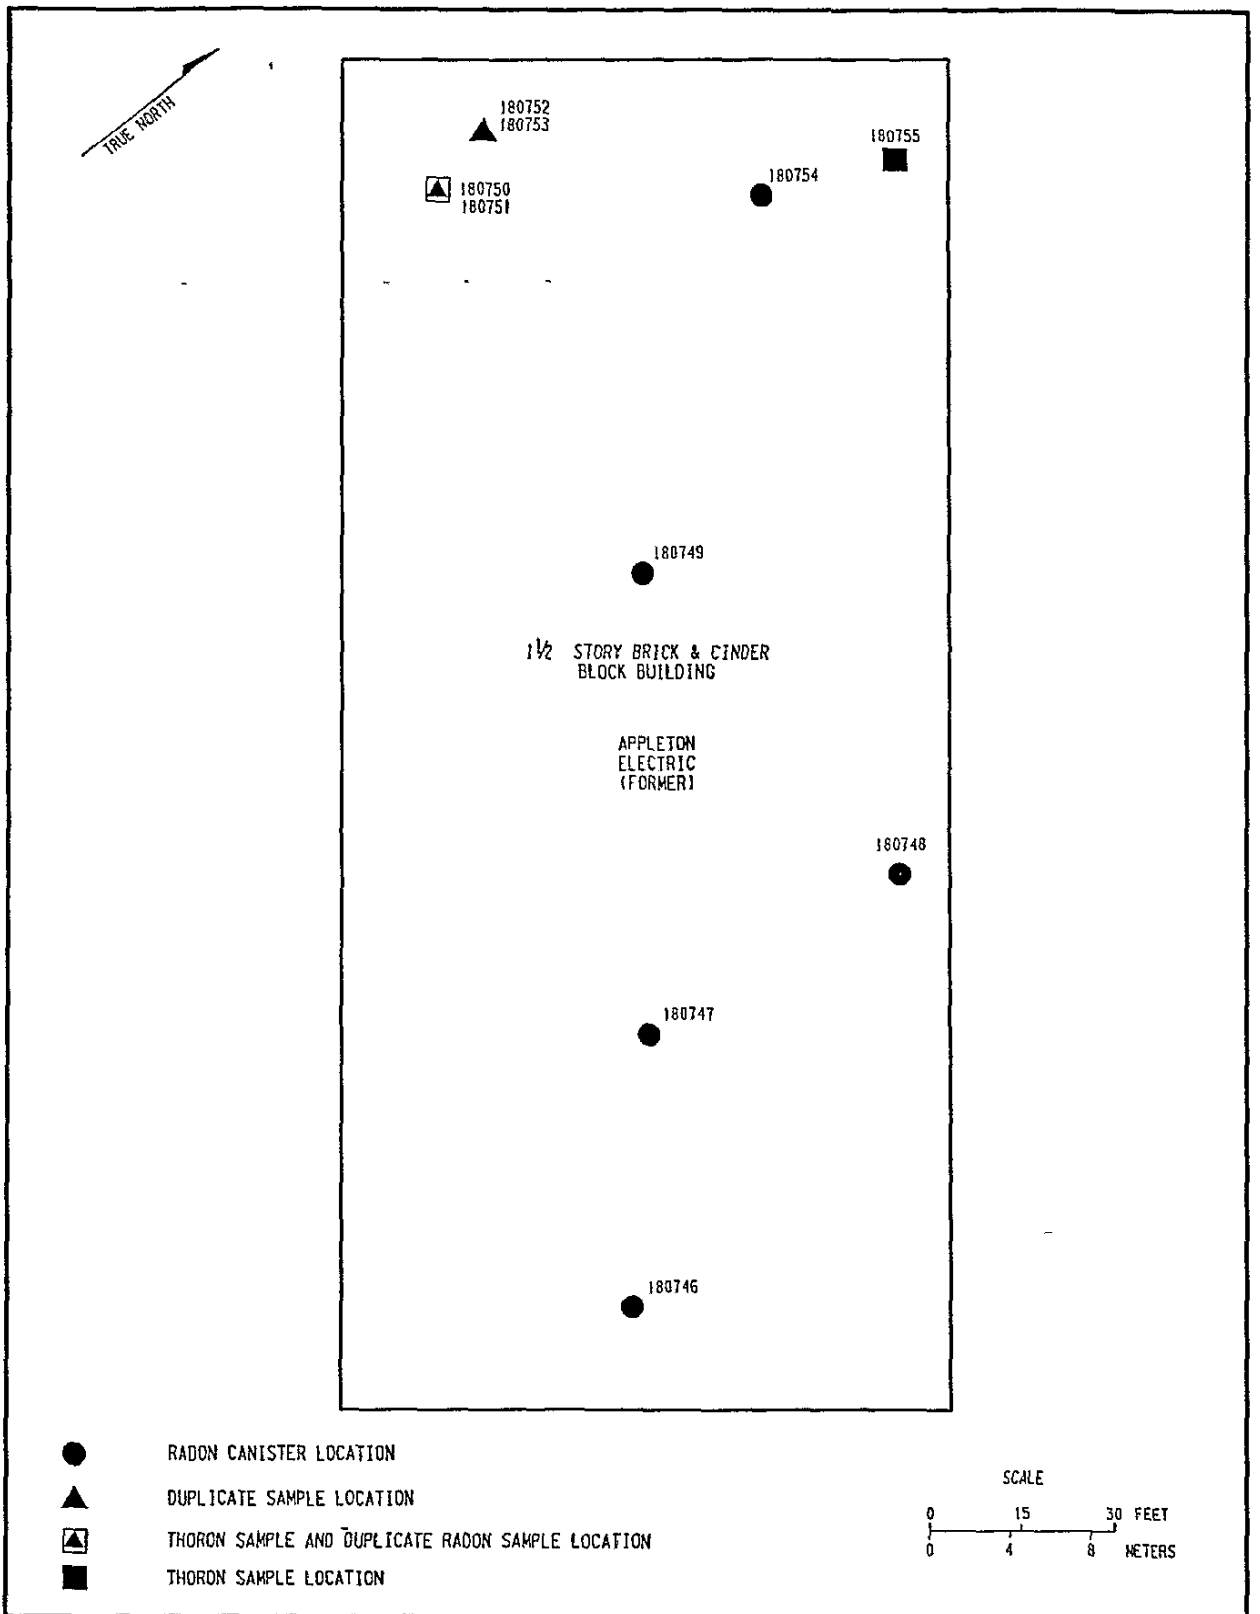 TRUE NORTH
180752
180753
180755
180754
180750
180751
180749
1½ STORY BRICK & CINDER
BLOCK BUILDING
APPLETON
ELECTRIC
(FORMER)
180748
180747
180746
RADON CANISTER LOCATION
DUPLICATE SAMPLE LOCATION
THORON SAMPLE AND DUPLICATE RADON SAMPLE LOCATION
THORON SAMPLE LOCATION
SCALE
0 15 30 FEET
0 4 8 METERS